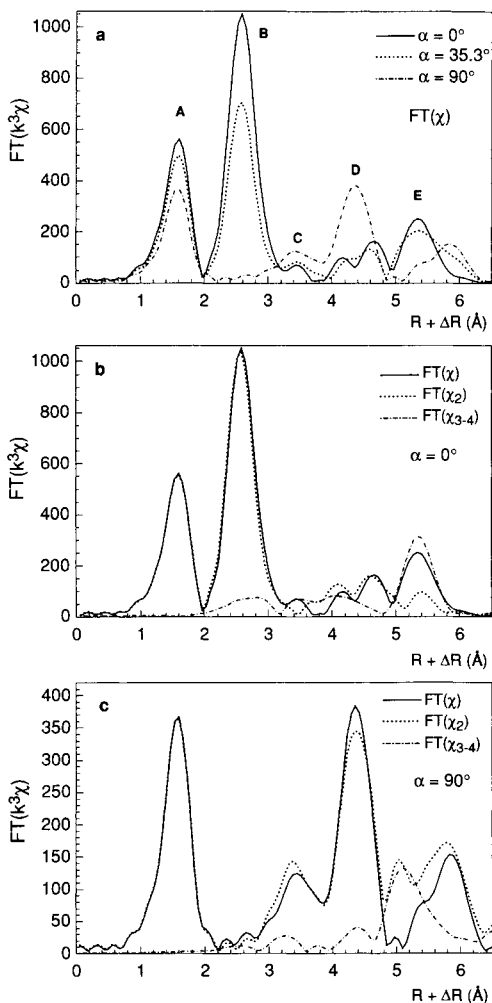 a
B
A
C
D
E
α = 0°
α = 35.3°
α = 90°
FT(χ)
FT(k³χ)
1000
800
600
400
200
0
0 1 2 3 4 5 6
R + ΔR (Å)
b
FT(χ)
FT(χ₂)
FT(χ₃₋₄)
α = 0°
FT(k³χ)
1000
800
600
400
200
0
0 1 2 3 4 5 6
R + ΔR (Å)
c
FT(χ)
FT(χ₂)
FT(χ₃₋₄)
α = 90°
FT(k³χ)
400
350
300
250
200
150
100
50
0
0 1 2 3 4 5 6
R + ΔR (Å)